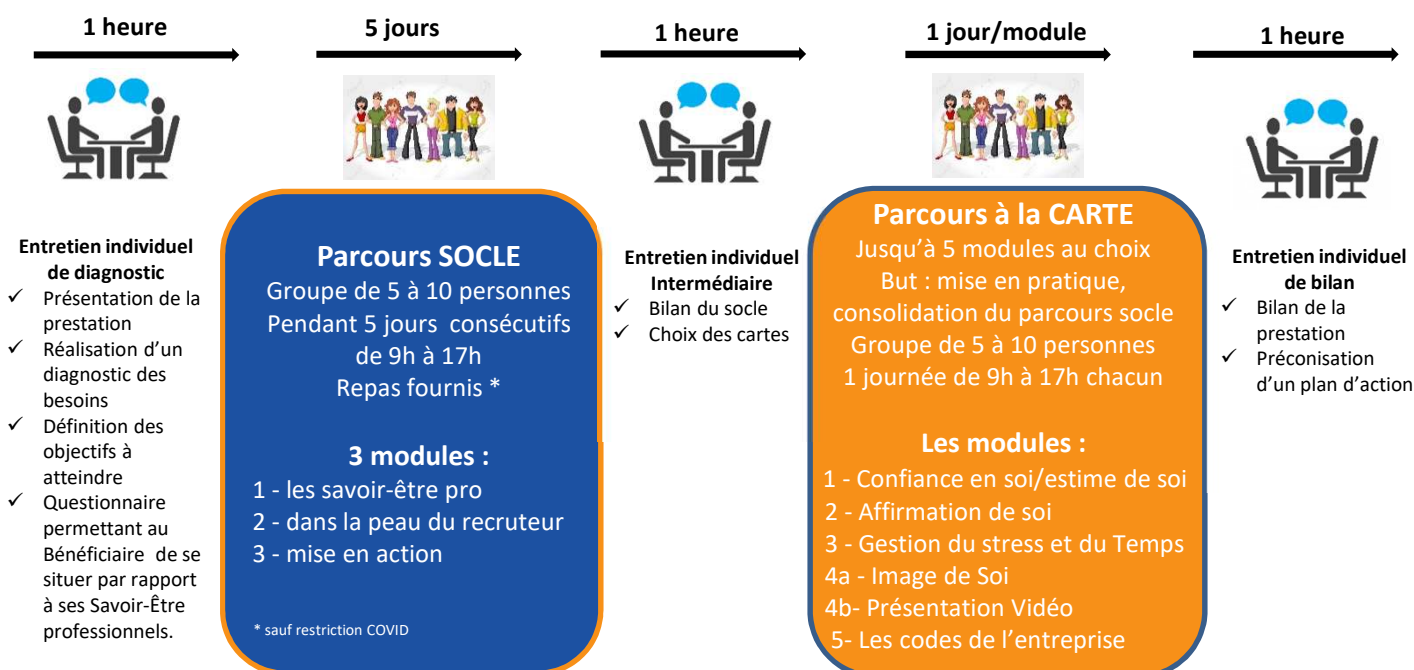 1 heure
5 jours
1 heure
1 jour/module
1 heure
Entretien individuel
de diagnostic
✓ Présentation de la
prestation
✓ Réalisation d'un
diagnostic des
besoins
✓ Définition des
objectifs à
atteindre
✓ Questionnaire
permettant au
Bénéficiaire de se
situer par rapport
à ses Savoir-Être
professionnels.
Parcours SOCLE
Groupe de 5 à 10 personnes
Pendant 5 jours consécutifs
de 9h à 17h
Repas fournis *
3 modules :
1 - les savoir-être pro
2 - dans la peau du recruteur
3 - mise en action
* sauf restriction COVID
Entretien individuel
Intermédiaire
✓ Bilan du socle
✓ Choix des cartes
Parcours à la CARTE
Jusqu'à 5 modules au choix
But : mise en pratique,
consolidation du parcours socle
Groupe de 5 à 10 personnes
1 journée de 9h à 17h chacun
Les modules :
1 - Confiance en soi/estime de soi
2 - Affirmation de soi
3 - Gestion du stress et du Temps
4a - Image de Soi
4b- Présentation Vidéo
5- Les codes de l'entreprise
Entretien individuel
de bilan
✓ Bilan de la
prestation
✓ Préconisation
d'un plan d'action